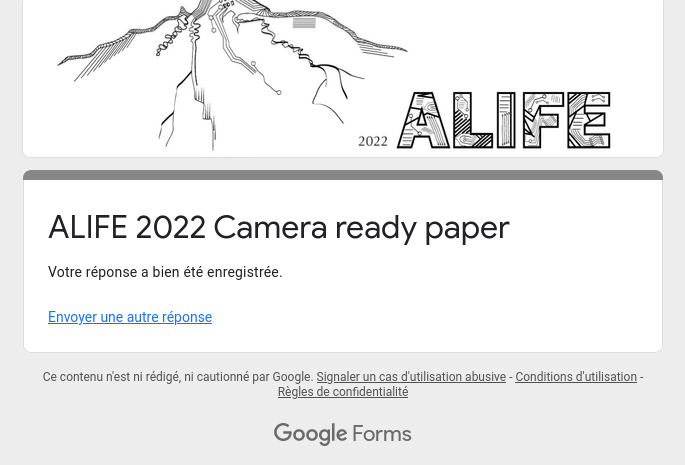 2022 ALIFE
ALIFE 2022 Camera ready paper
Votre réponse a bien été enregistrée.
Envoyer une autre réponse
Ce contenu n'est ni rédigé, ni cautionné par Google. Signaler un cas d'utilisation abusive - Conditions d'utilisation -
Règles de confidentialité
Google Forms